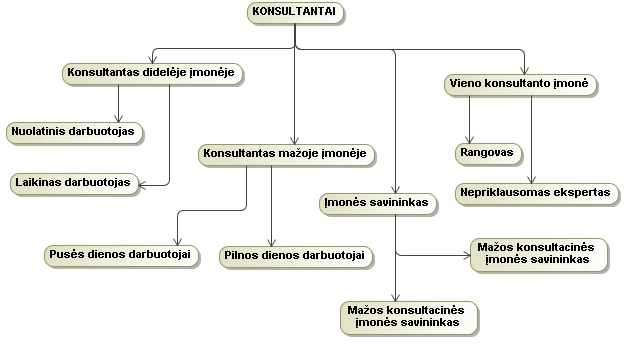 KONSULTANTAI
Konsultantas didelėje įmonėje
Vieno konsultanto įmonė
Nuolatinis darbuotojas
Konsultantas mažoje įmonėje
Rangovas
Laikinas darbuotojas
Nepriklausomas ekspertas
Įmonės savininkas
Pusės dienos darbuotojai
Pilnos dienos darbuotojai
Mažos konsultacinės
įmonės savininkas
Mažos konsultacinės
įmonės savininkas